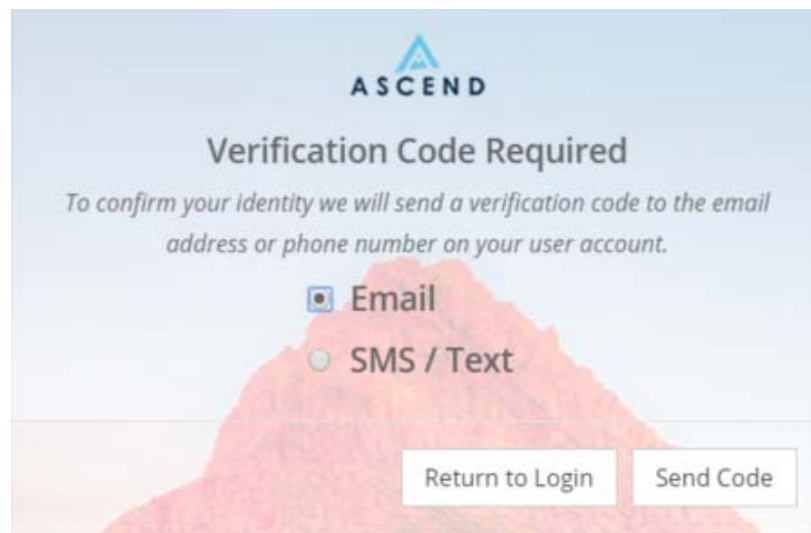 ASCEND
Verification Code Required
To confirm your identity we will send a verification code to the email
address or phone number on your user account.
Email
SMS / Text
Return to Login
Send Code